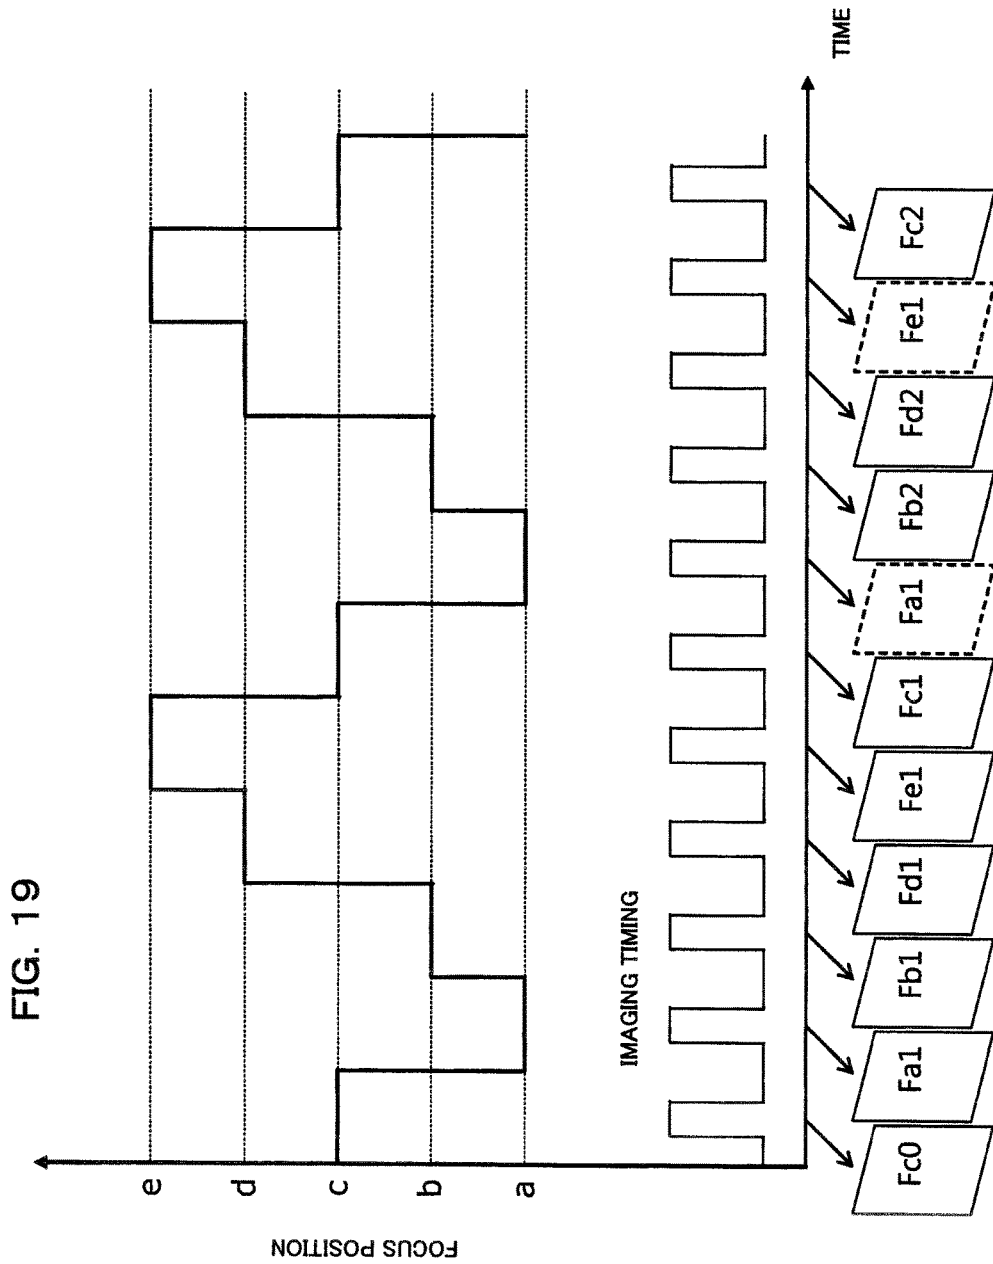 FIG. 19
FOCUS POSITION
e
d
c
b
a
IMAGING TIMING
TIME
Fc0
Fa1
Fb1
Fd1
Fe1
Fc1
Fa1
Fb2
Fd2
Fe1
Fc2